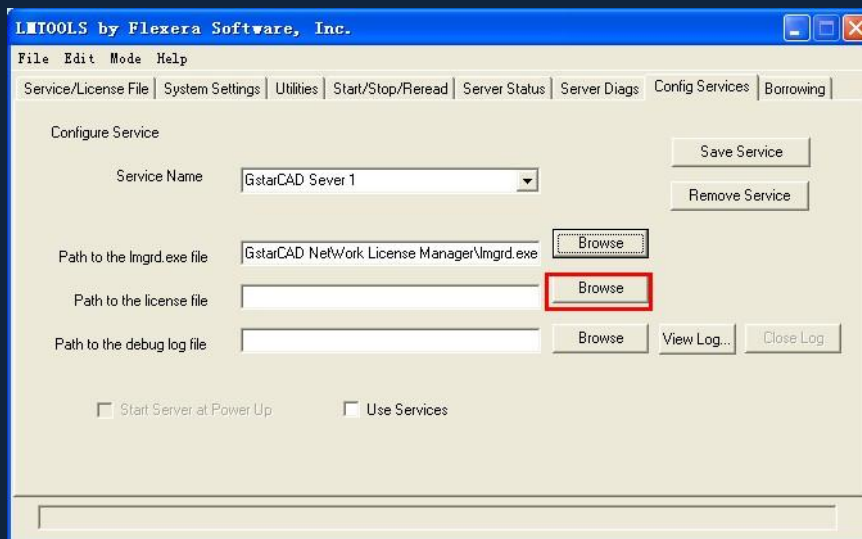 LMTOOLS by Flexera Software, Inc.
File Edit Mode Help
Service/License File System Settings Utilities Start/Stop/Reread Server Status Server Diags Config Services Borrowing
Configure Service
Save Service
Service Name GstarCAD Sever 1
Remove Service
Path to the lmgrd.exe file GstarCAD NetWork License Manager\lmgrd.exe Browse
Path to the license file Browse
Path to the debug log file Browse View Log... Close Log
Start Server at Power Up Use Services